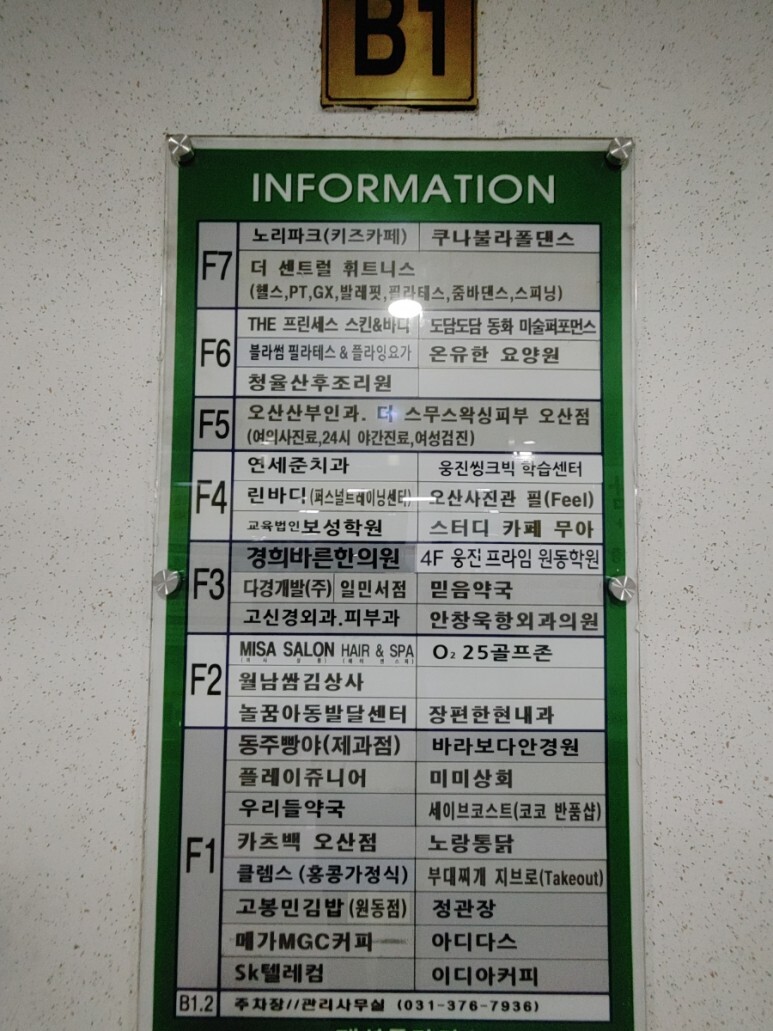 B1
INFORMATION
F7
노리파크(키즈카페) 쿠나불라폴댄스
더 센트럴 휘트니스
(헬스,PT,GX,발레핏,필라테스,줌바댄스,스피닝)
F6
THE 프린세스 스킨&바디 도담도담 동화 미술퍼포먼스
블라썸 필라테스 & 플라잉요가 온유한 요양원
청율산후조리원
F5
오산산부인과. 더 스무스왁싱피부 오산점
(여의사진료,24시 야간진료,여성검진)
F4
연세준치과 웅진씽크빅 학습센터
린바디(퍼스널트레이닝센터) 오산사진관 필(Feel)
교육법인보성학원 스터디 카페 무아
F3
경희바른한의원 4F 웅진 프라임 원동학원
다경개발(주) 일민서점 믿음약국
고신경외과.피부과 안창욱항외과의원
F2
MISA SALON HAIR & SPA O₂ 25골프존
월남쌈김상사
놀꿈아동발달센터 장편한현내과
F1
동주빵야(제과점) 바라보다안경원
플레이쥬니어 미미상회
우리들약국 세이브코스트(코코 반품샵)
카츠백 오산점 노랑통닭
클렘스 (홍콩가정식) 부대찌개 지브로(Takeout)
고봉민김밥(원동점) 정관장
메가MGC커피 아디다스
Sk텔레컴 이디아커피
B1.2 주차장//관리사무실 (031-376-7936)